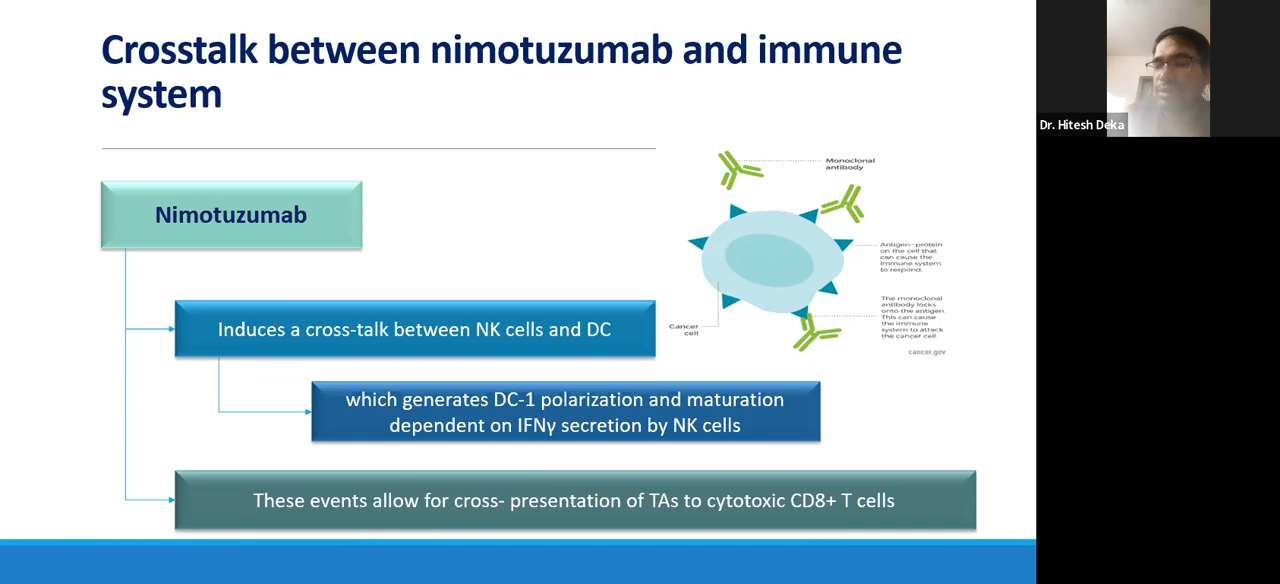 Crosstalk between nimotuzumab and immune
system
Dr. Hitesh Deka
Nimotuzumab
Monoclonal
antibody
Antigen—protein
on the cell that
can cause the
immune system
to respond.
The monoclonal
antibody locks
onto the antigen.
This can cause
the immune
system to attack
the cancer cell.
Cancer
cell
cancer.gov
Induces a cross-talk between NK cells and DC
which generates DC-1 polarization and maturation
dependent on IFNγ secretion by NK cells
These events allow for cross- presentation of TAs to cytotoxic CD8+ T cells